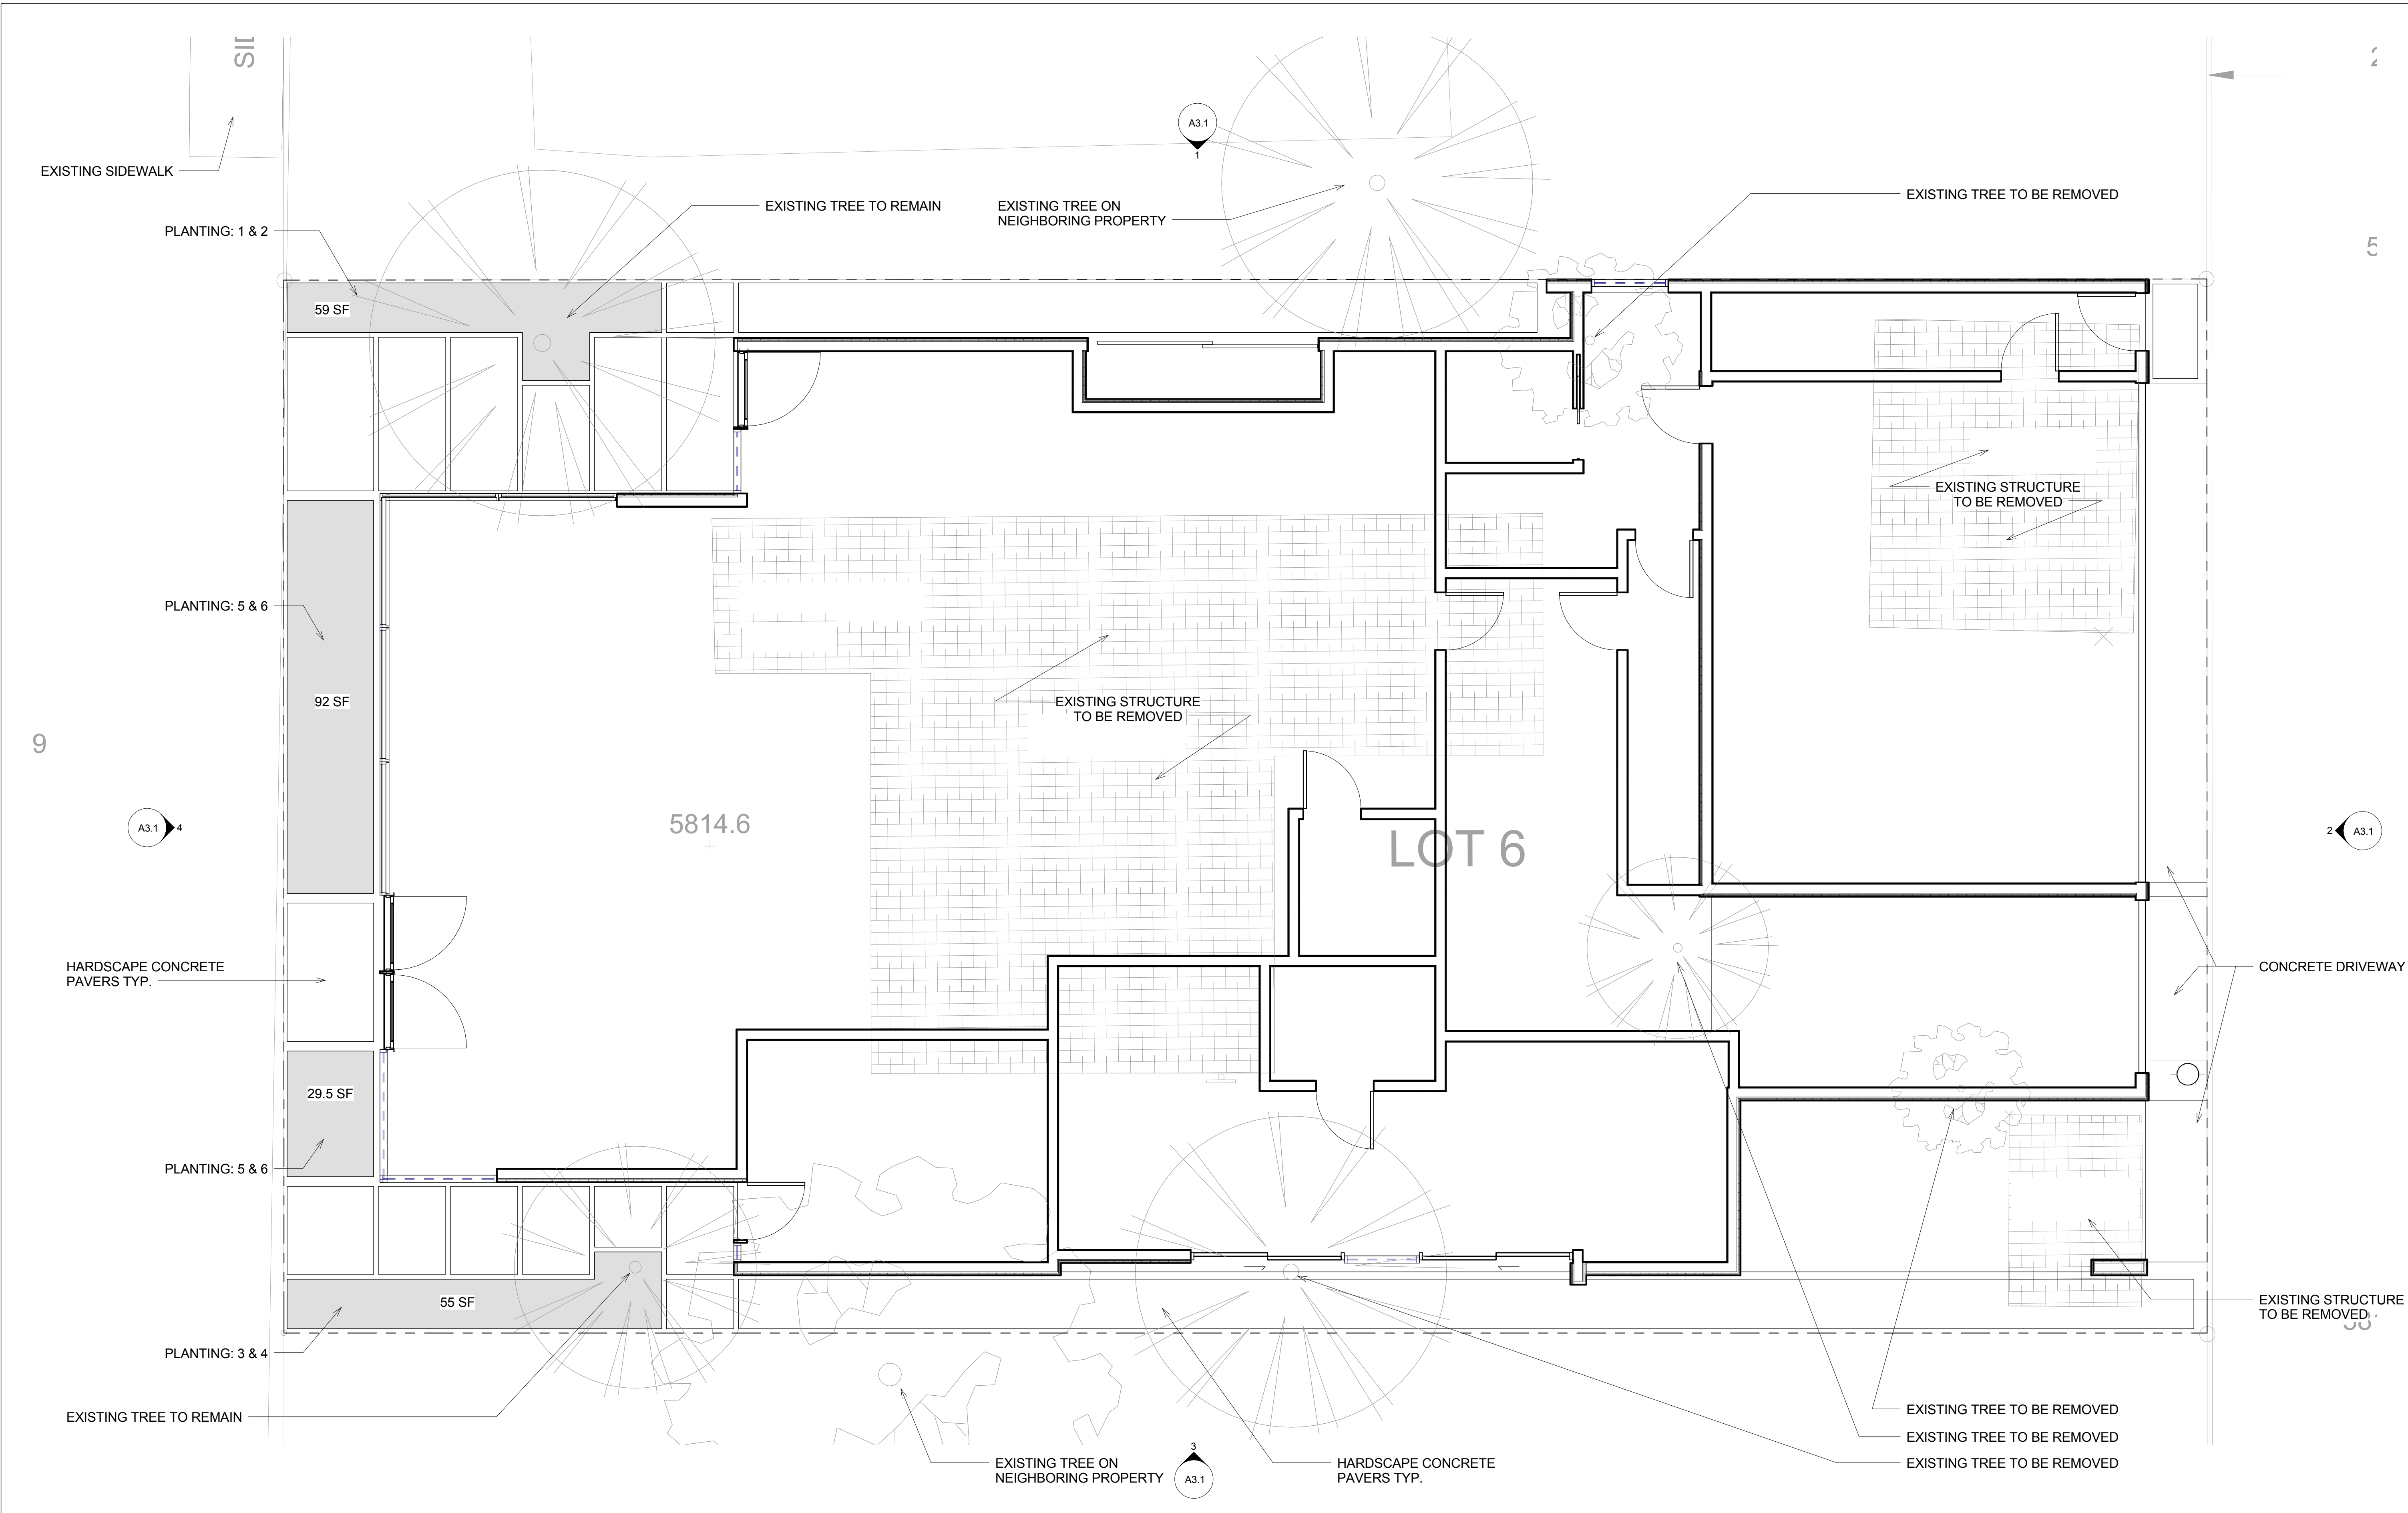 A3.1
1
EXISTING SIDEWALK
EXISTING TREE TO REMAIN
EXISTING TREE ON
NEIGHBORING PROPERTY
EXISTING TREE TO BE REMOVED
PLANTING: 1 & 2
59 SF
EXISTING STRUCTURE
TO BE REMOVED
PLANTING: 5 & 6
92 SF
EXISTING STRUCTURE
TO BE REMOVED
9
A3.1
4
5814.6
LOT 6
2
A3.1
HARDSCAPE CONCRETE
PAVERS TYP.
CONCRETE DRIVEWAY
29.5 SF
PLANTING: 5 & 6
55 SF
EXISTING STRUCTURE
TO BE REMOVED
PLANTING: 3 & 4
EXISTING TREE TO REMAIN
EXISTING TREE TO BE REMOVED
EXISTING TREE TO BE REMOVED
EXISTING TREE TO BE REMOVED
3
A3.1
EXISTING TREE ON
NEIGHBORING PROPERTY
HARDSCAPE CONCRETE
PAVERS TYP.